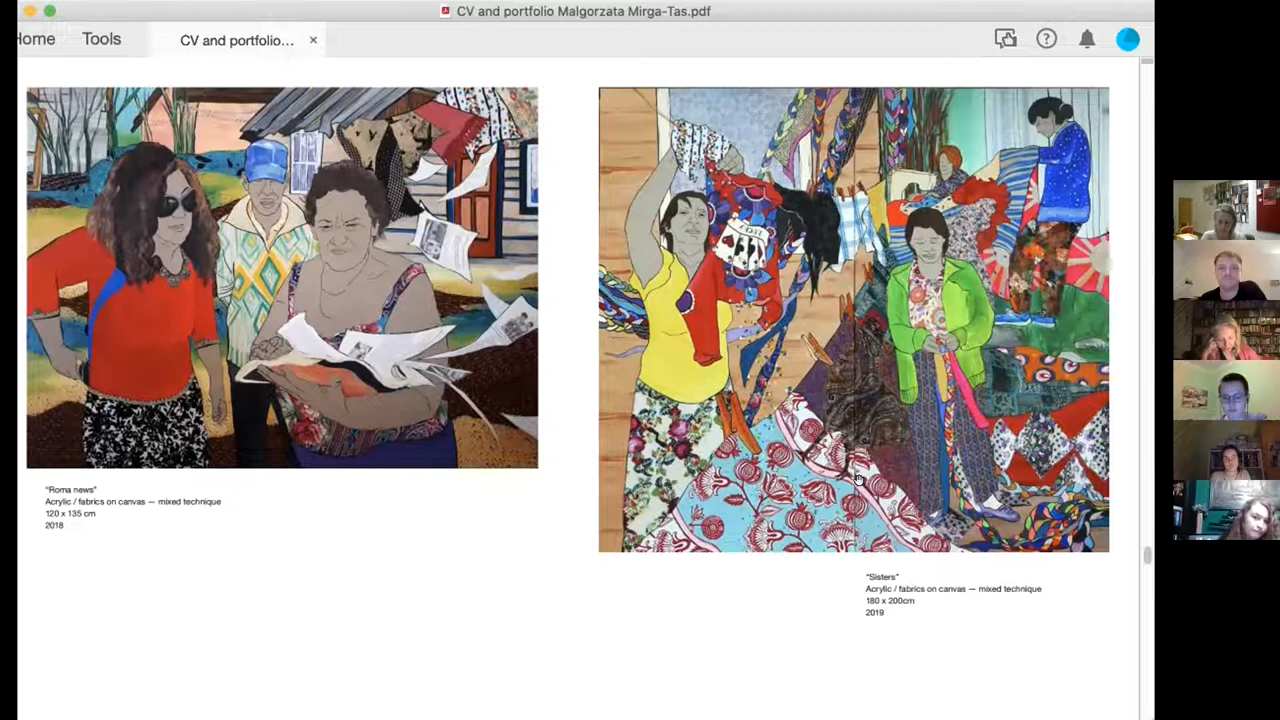 CV and portfolio Malgorzata Mirga-Tas.pdf
Home
Tools
CV and portfolio...
"Roma news"
Acrylic / fabrics on canvas — mixed technique
120 x 135 cm
2018
"Sisters"
Acrylic / fabrics on canvas — mixed technique
180 x 200cm
2019